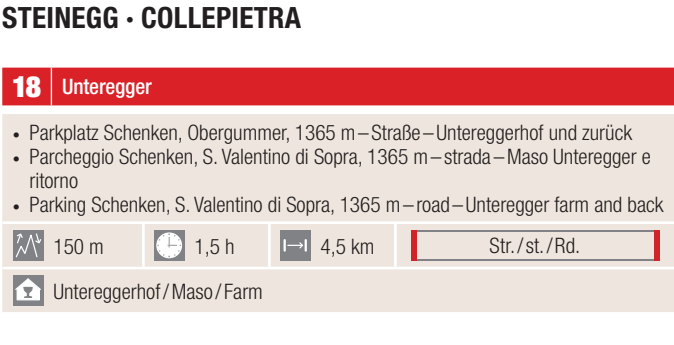 STEINEGG · COLLEPIETRA
18 Unteregger
• Parkplatz Schenken, Obergummer, 1365 m – Straße – Untereggerhof und zurück
• Parcheggio Schenken, S. Valentino di Sopra, 1365 m – strada – Maso Unteregger e
ritorno
• Parking Schenken, S. Valentino di Sopra, 1365 m – road – Unteregger farm and back
150 m 1,5 h 4,5 km Str./st./Rd.
Untereggerhof/Maso/Farm